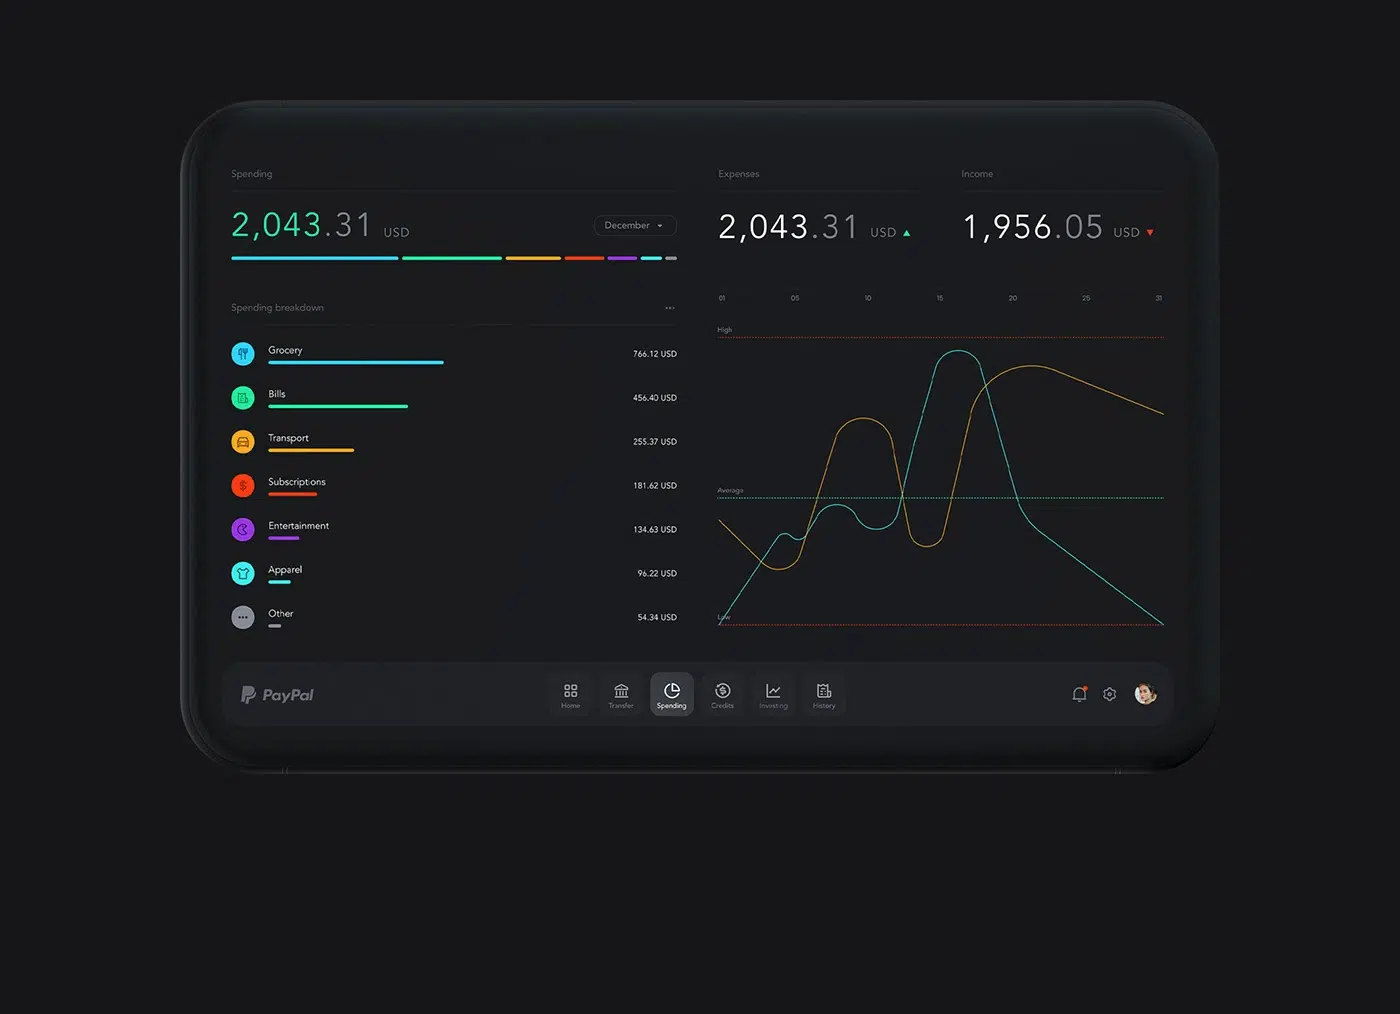 Spending
2,043.31 USD
December
Spending breakdown
Grocery 766.12 USD
Bills 456.40 USD
Transport 255.37 USD
Subscriptions 181.62 USD
Entertainment 134.63 USD
Apparel 96.22 USD
Other 54.34 USD
Expenses
2,043.31 USD
Income
1,956.05 USD
01 05 10 15 20 25 31
High
Average
Low
PayPal
Home Transfer Spending Credits Investing History